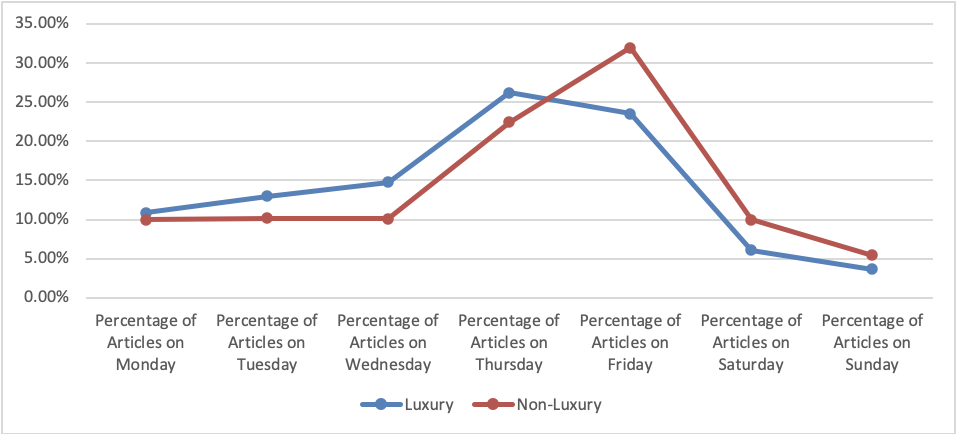 35.00%
30.00%
25.00%
20.00%
15.00%
10.00%
5.00%
0.00%
Percentage of Articles on Monday
Percentage of Articles on Tuesday
Percentage of Articles on Wednesday
Percentage of Articles on Thursday
Percentage of Articles on Friday
Percentage of Articles on Saturday
Percentage of Articles on Sunday
Luxury
Non-Luxury